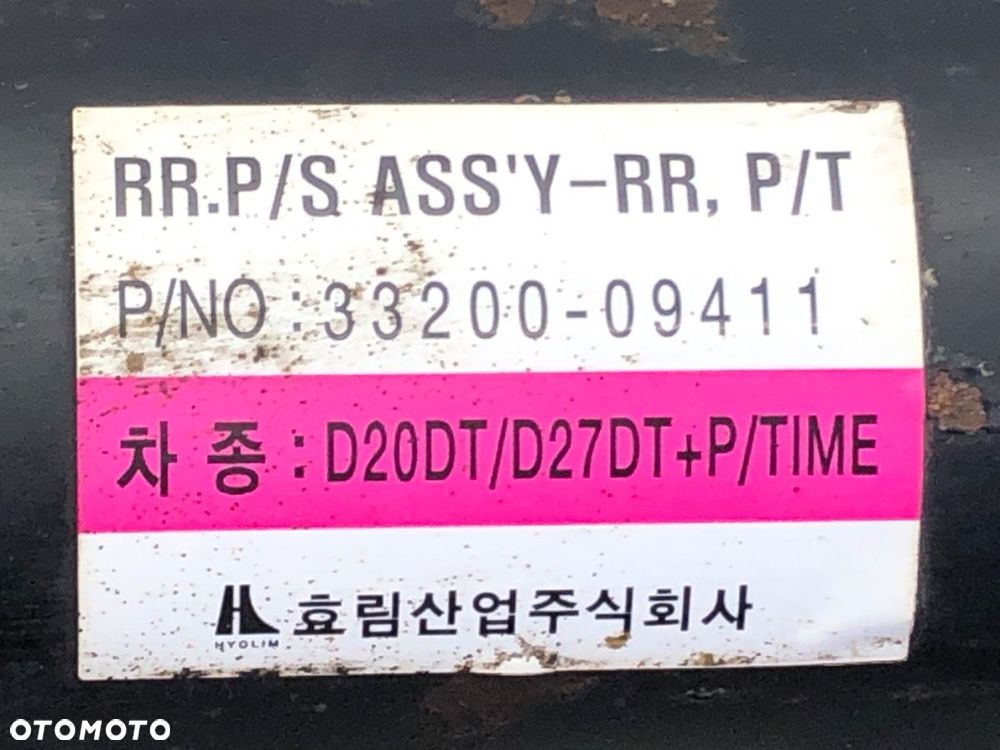 RR.P/S ASS'Y-RR, P/T
P/NO : 33200-09411
차 종 : D20DT/D27DT+P/TIME
HYOLIM 효림산업주식회사
OTOMOTO